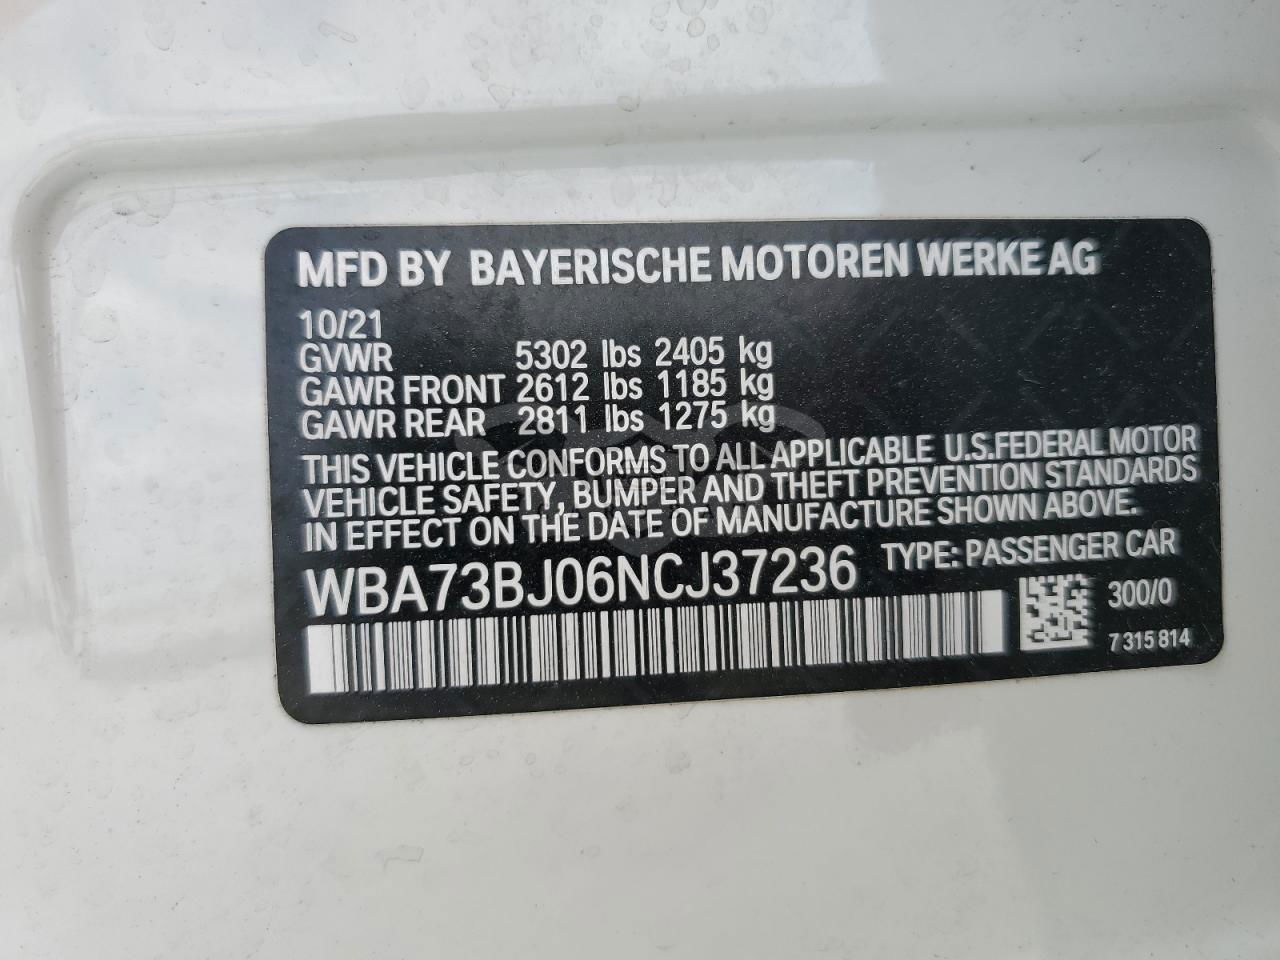 MFD BY BAYERISCHE MOTOREN WERKE AG
10/21
GVWR 5302 lbs 2405 kg
GAWR FRONT 2612 lbs 1185 kg
GAWR REAR 2811 lbs 1275 kg
THIS VEHICLE CONFORMS TO ALL APPLICABLE U.S.FEDERAL MOTOR
VEHICLE SAFETY, BUMPER AND THEFT PREVENTION STANDARDS
IN EFFECT ON THE DATE OF MANUFACTURE SHOWN ABOVE.
WBA73BJ06NCJ37236 TYPE: PASSENGER CAR
300/0
7 315 814